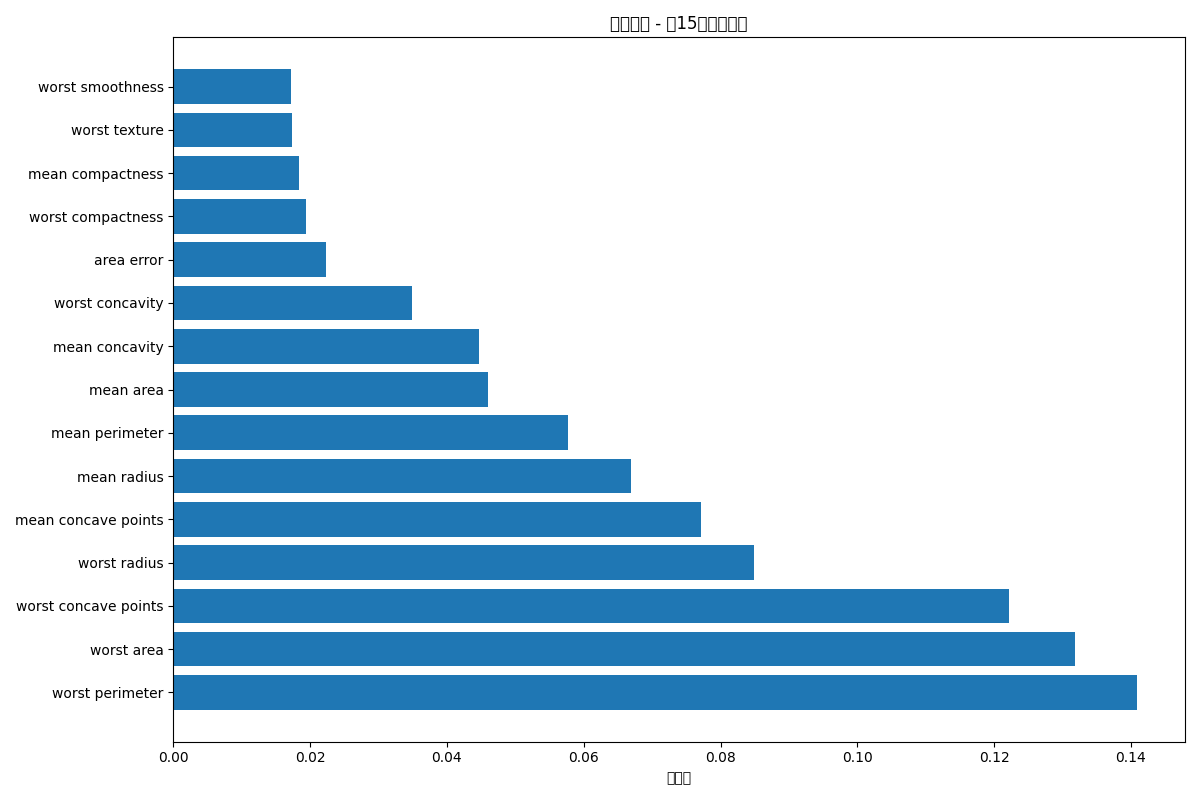 - 15
worst smoothness
worst texture
mean compactness
worst compactness
area error
worst concavity
mean concavity
mean area
mean perimeter
mean radius
mean concave points
worst radius
worst concave points
worst area
worst perimeter
0.00 0.02 0.04 0.06 0.08 0.10 0.12 0.14